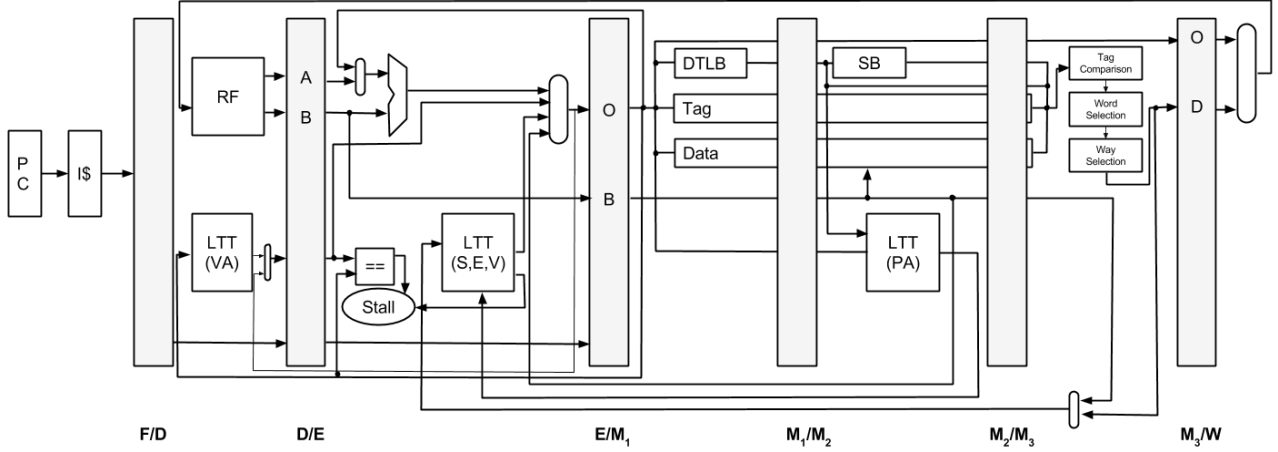 P
C
I$
RF
LTT
(VA)
A
B
==
Stall
LTT
(S,E,V)
O
B
DTLB
Tag
Data
SB
LTT
(PA)
Tag
Comparison
Word
Selection
Way
Selection
O
D
F/D
D/E
E/M1
M1/M2
M2/M3
M3/W